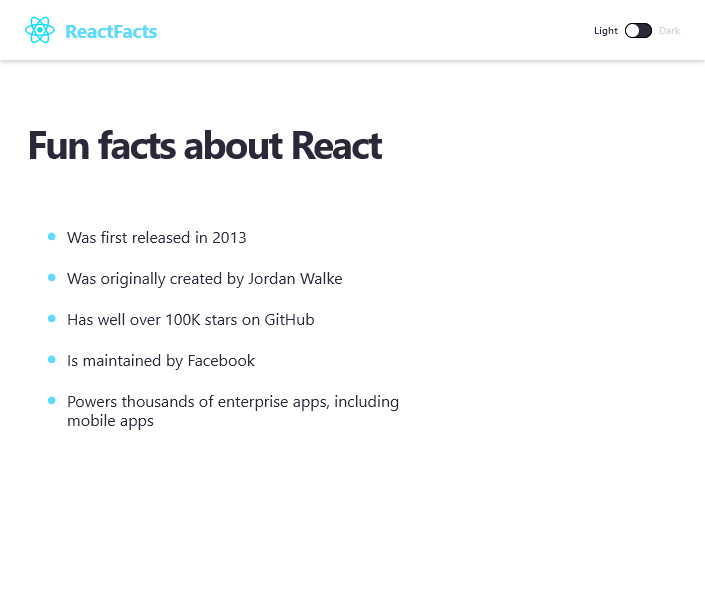 ReactFacts
Light
Dark
Fun facts about React
Was first released in 2013
Was originally created by Jordan Walke
Has well over 100K stars on GitHub
Is maintained by Facebook
Powers thousands of enterprise apps, including
mobile apps